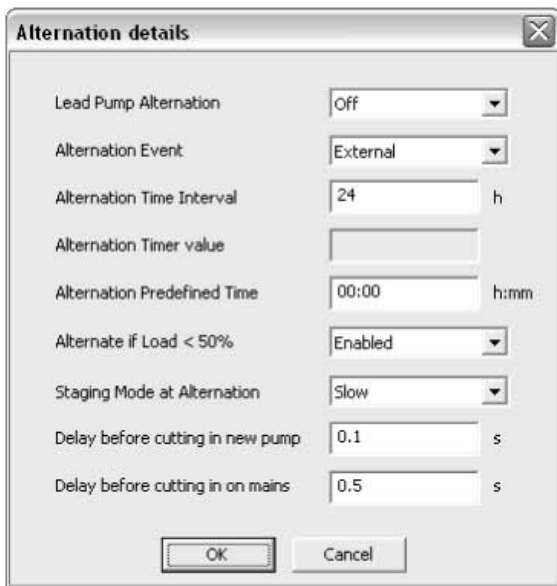 Alternation details
Lead Pump Alternation Off
Alternation Event External
Alternation Time Interval 24 h
Alternation Timer value
Alternation Predefined Time 00:00 h:mm
Alternate if Load < 50% Enabled
Staging Mode at Alternation Slow
Delay before cutting in new pump 0.1 s
Delay before cutting in on mains 0.5 s
OK Cancel